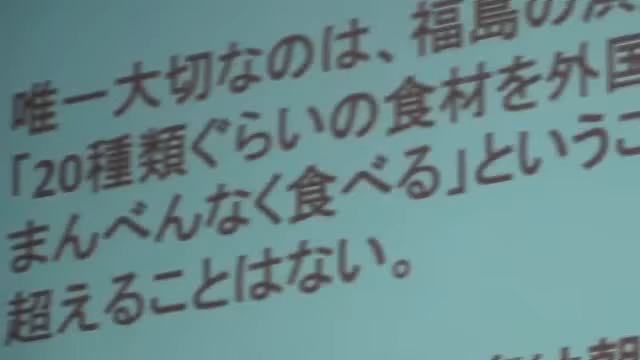 唯一大切なのは、福島の
「20種類ぐらいの食材を外国
まんべんなく食べる」というこ
超えることはない。